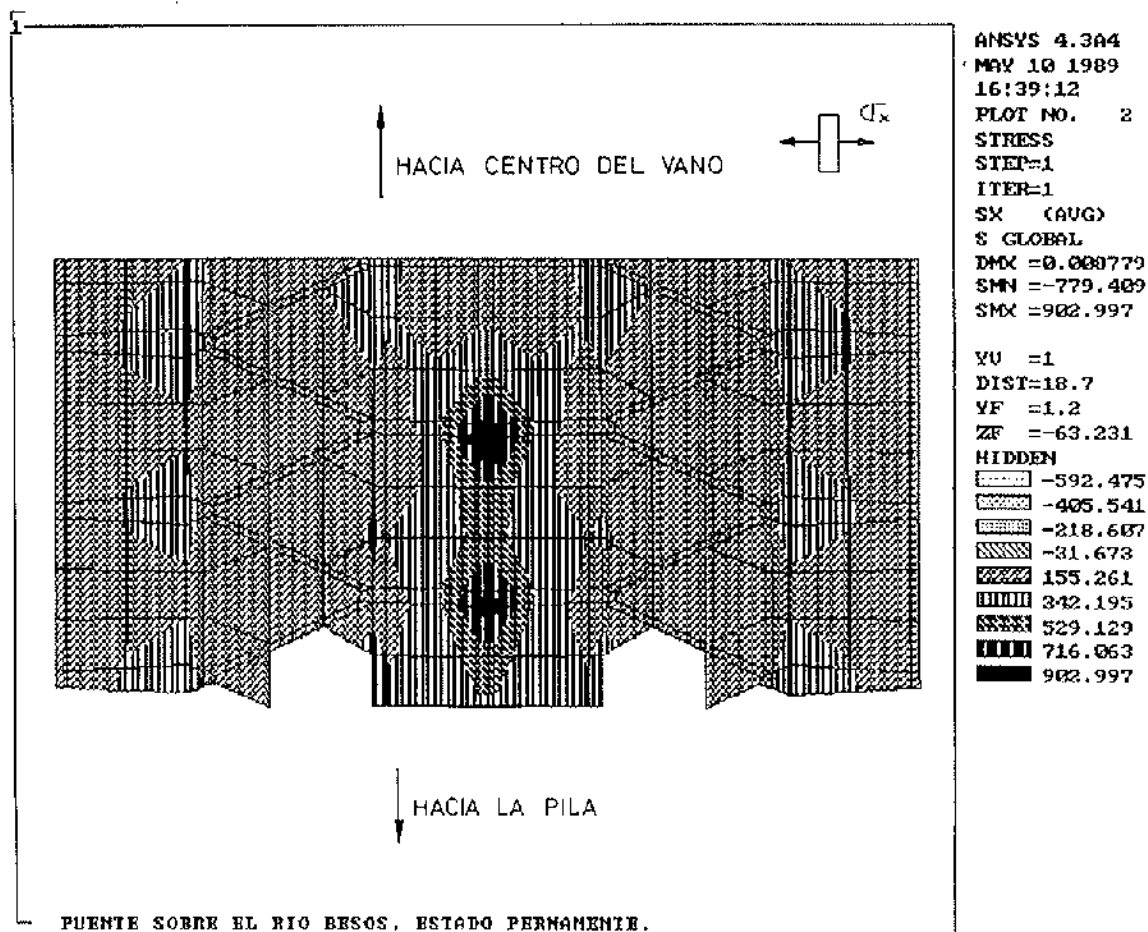 1
ANSYS 4.3A4
MAY 10 1989
16:39:12
PLOT NO. 2
STRESS
STEP=1
ITER=1
SX (AVG)
S GLOBAL
DMX =0.008779
SMN =-779.409
SMX =902.997
YV =1
DIST=18.7
YF =1.2
ZF =-63.231
HIDDEN
-592.475
-405.541
-218.607
-31.673
155.261
342.195
529.129
716.063
902.997
σx
HACIA CENTRO DEL VANO
HACIA LA PILA
PUENTE SOBRE EL RIO BESOS, ESTADO PERMAMENTE.